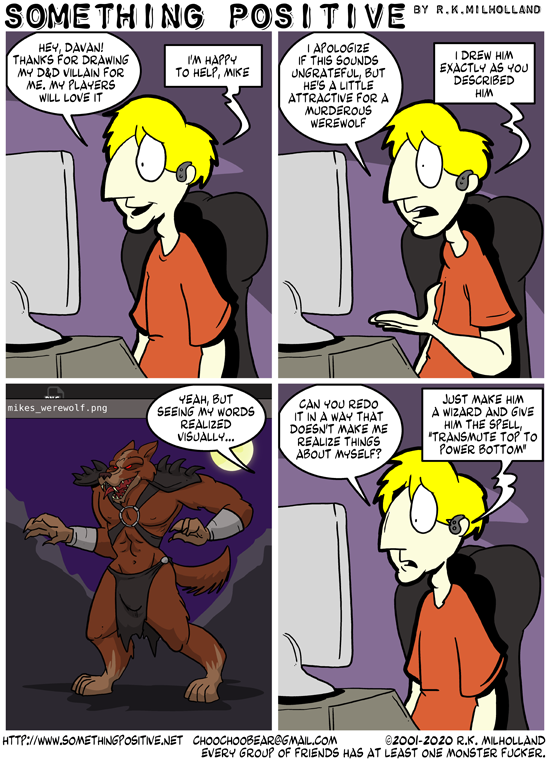 SOMETHING POSITIVE BY R.K.MILHOLLAND
HEY, DAVAN!
THANKS FOR DRAWING
MY D&D VILLAIN FOR
ME. MY PLAYERS
WILL LOVE IT
I'M HAPPY
TO HELP, MIKE
I APOLOGIZE
IF THIS SOUNDS
UNGRATEFUL, BUT
HE'S A LITTLE
ATTRACTIVE FOR A
MURDEROUS
WEREWOLF
I DREW HIM
EXACTLY AS YOU
DESCRIBED
HIM
mikes_werewolf.png
YEAH, BUT
SEEING MY WORDS
REALIZED
VISUALLY...
CAN YOU REDO
IT IN A WAY THAT
DOESN'T MAKE ME
REALIZE THINGS
ABOUT MYSELF?
JUST MAKE HIM
A WIZARD AND GIVE
HIM THE SPELL,
"TRANSMUTE TOP TO
POWER BOTTOM"
HTTP://WWW.SOMETHINGPOSITIVE.NET CHOOCHOOBEAR@GMAIL.COM ©2001-2020 R.K. MILHOLLAND
EVERY GROUP OF FRIENDS HAS AT LEAST ONE MONSTER FUCKER.